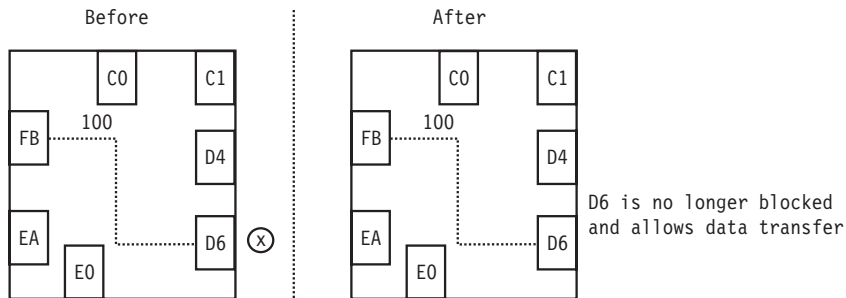 Before
After
C0
C1
FB
100
D4
EA
E0
D6
X
C0
C1
FB
100
D4
EA
E0
D6
D6 is no longer blocked
and allows data transfer